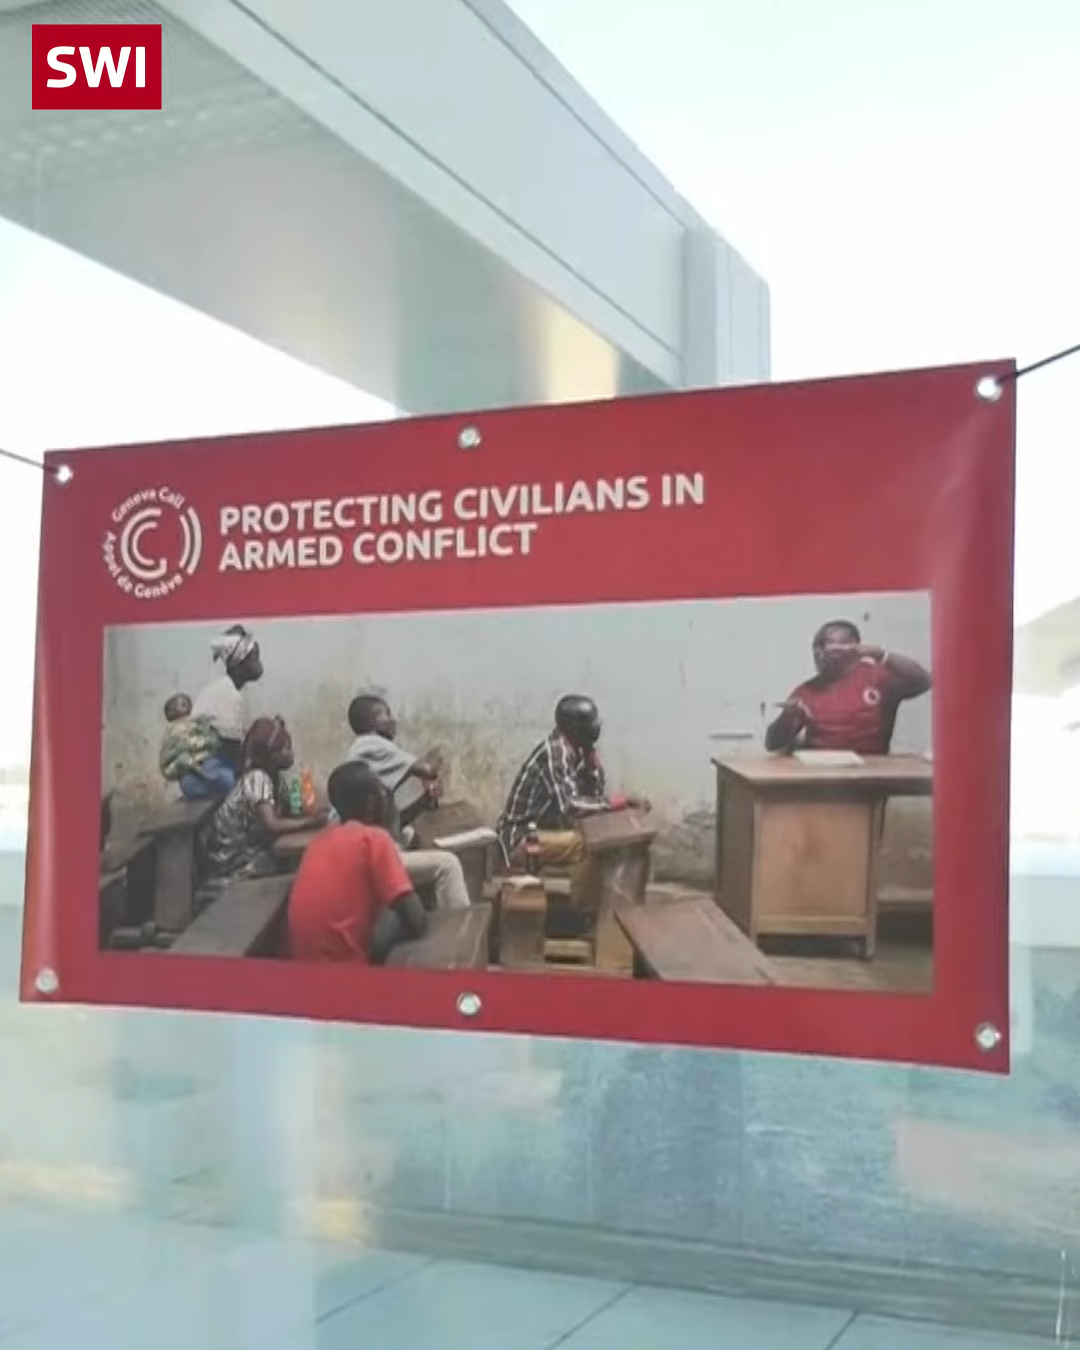 SWI
Geneva Call
Appel de Genève
PROTECTING CIVILIANS IN
ARMED CONFLICT